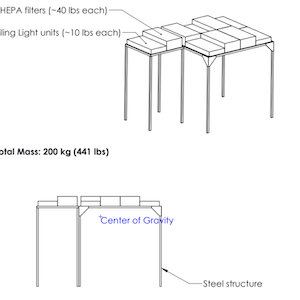 HEPA filters (~40 lbs each)
iling Light units (~10 lbs each)
otal Mass: 200 kg (441 lbs)
Center of Gravity
Steel structure